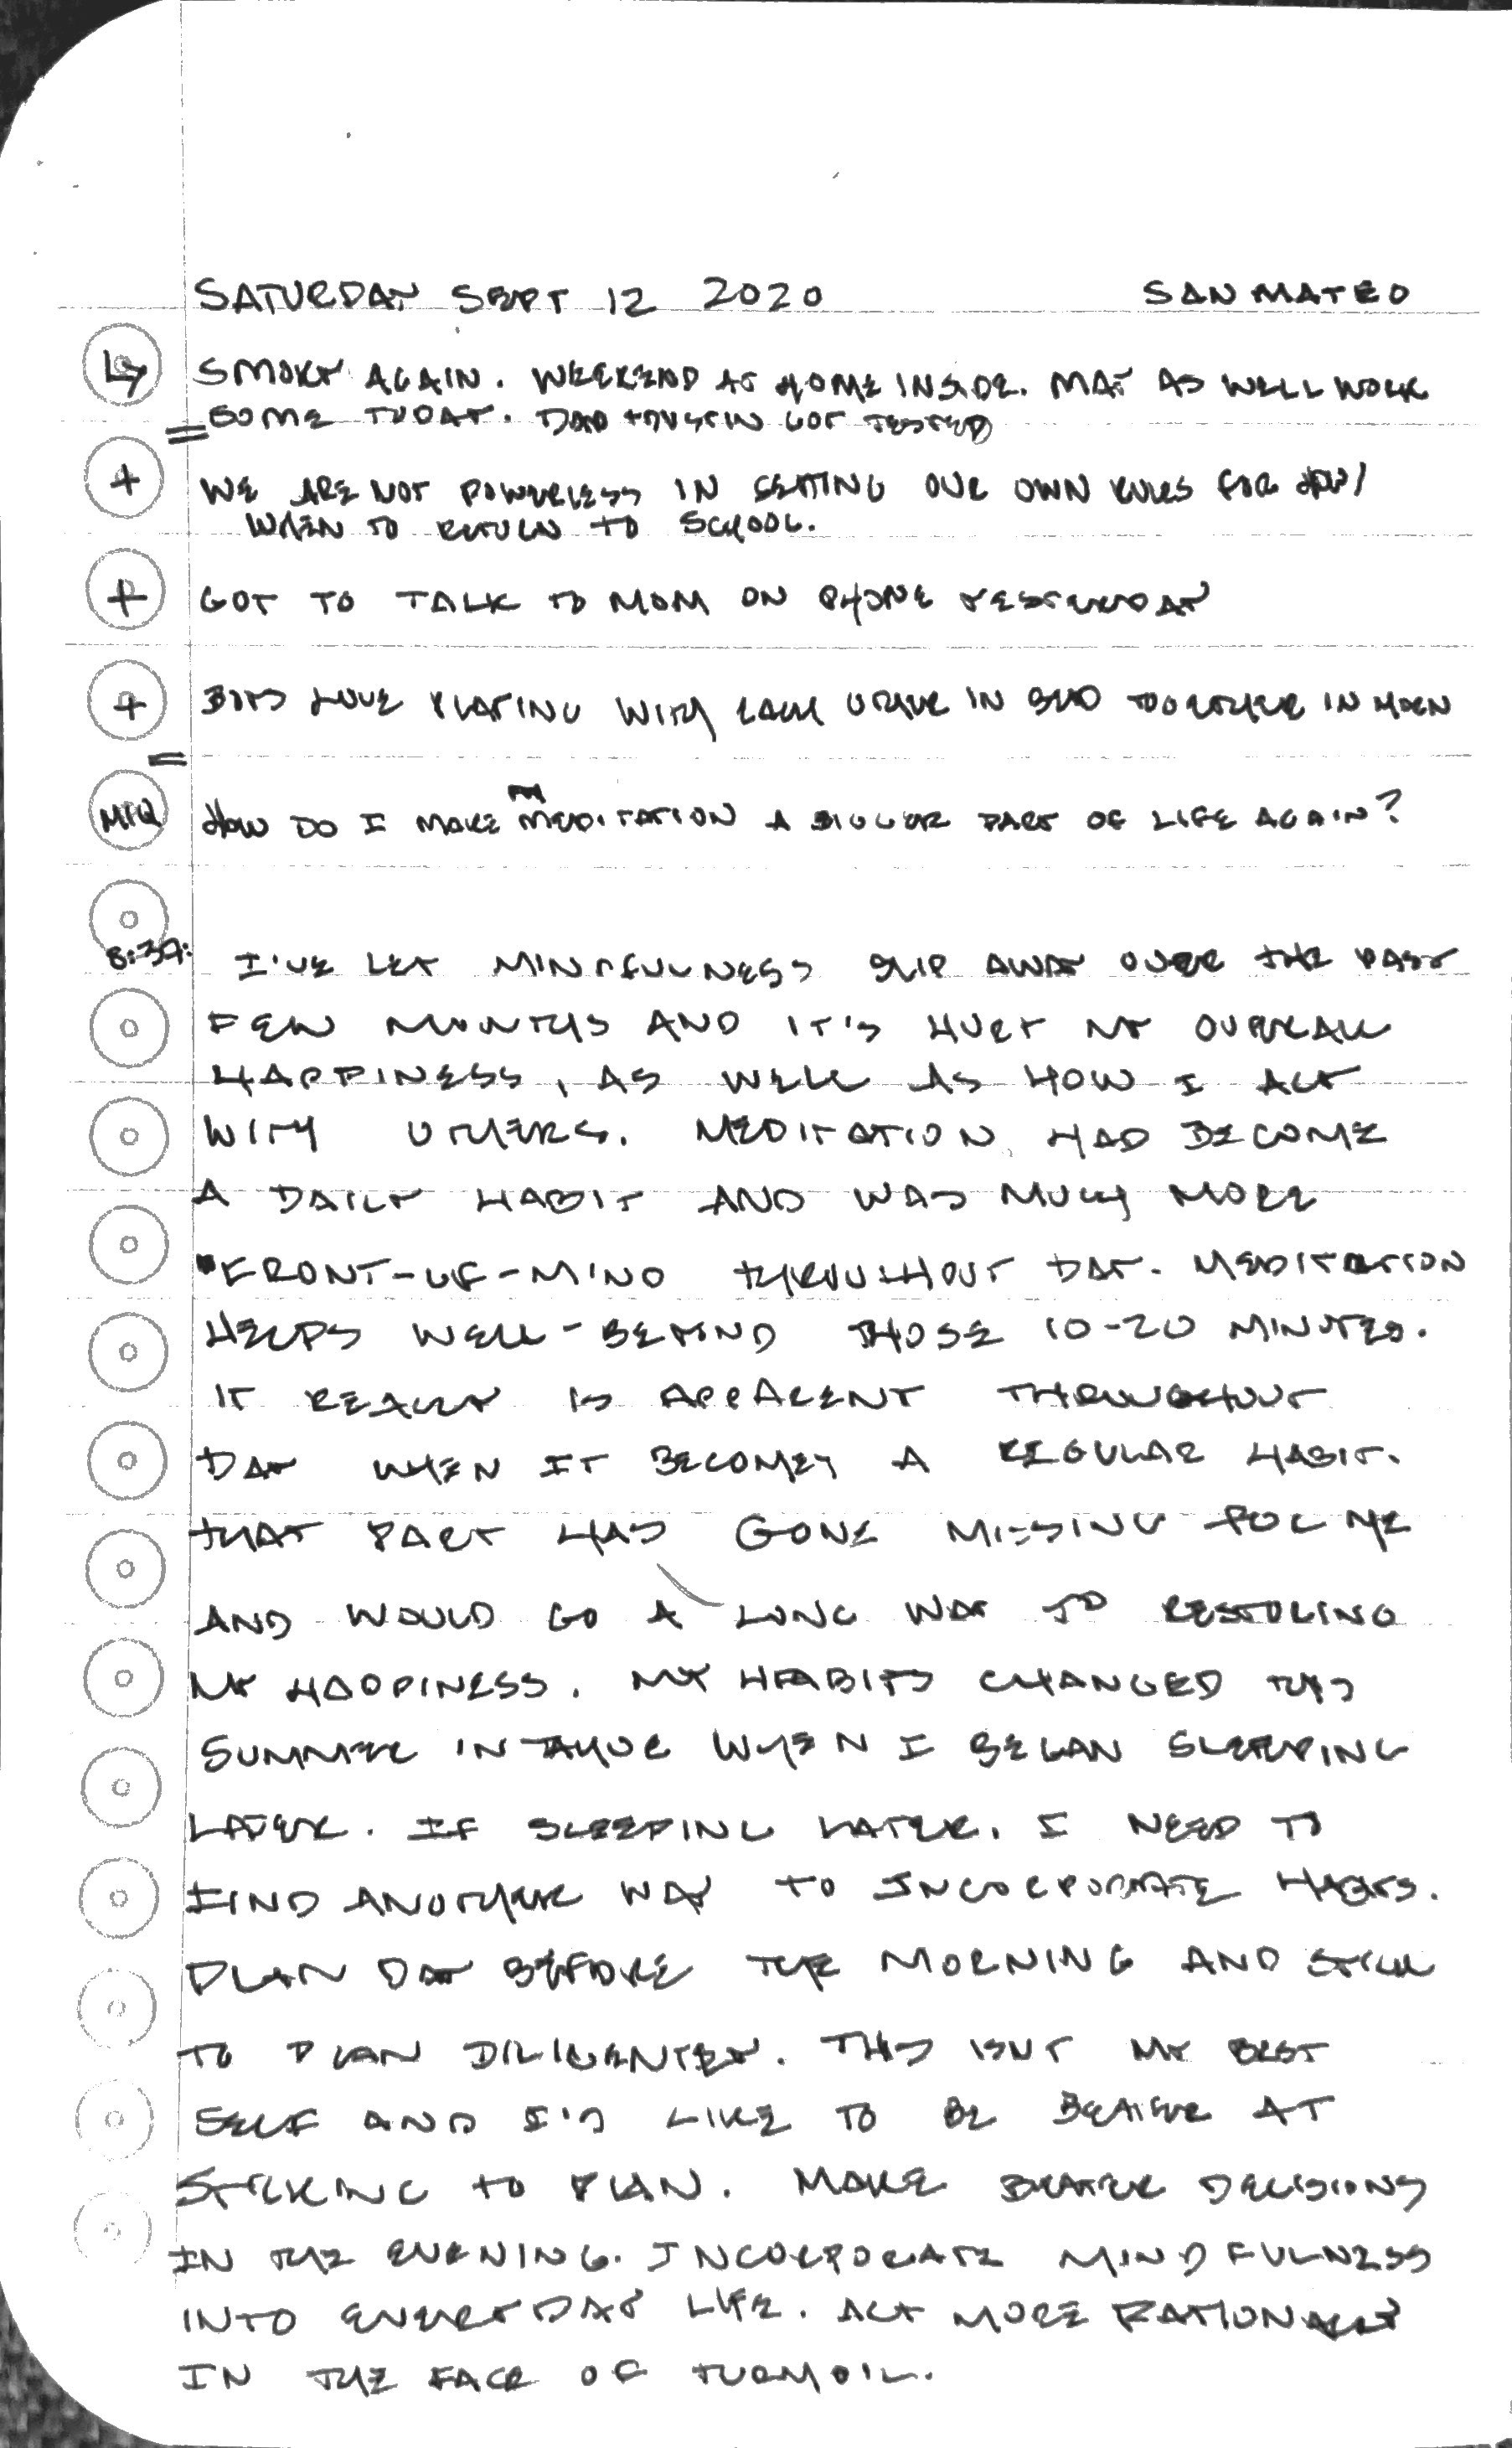 SATURDAY SEPT 12 2020 SAN MATEO
↳ SMOKY AGAIN. WEEKEND AT HOME INSIDE. MAY AS WELL WORK
= SOME TODAY. DAD + GOT TESTED
+ WE ARE NOT POWERLESS IN SETTING OUR OWN RULES FOR HOW/
WHEN TO RETURN TO SCHOOL.
+ GOT TO TALK TO MOM ON PHONE YESTERDAY
+ BOYS LOVE PLAYING WITH EACH OTHER IN BED TOGETHER IN MORN
=
MIQ HOW DO I MAKE MEDITATION A BIGGER PART OF LIFE AGAIN?
8:39: I'VE LET MINDFULNESS SLIP AWAY OVER THE PAST
FEW MONTHS AND IT'S HURT MY OVERALL
HAPPINESS, AS WELL AS HOW I ACT
WITH OTHERS. MEDITATION HAD BECOME
A DAILY HABIT AND WAS MUCH MORE
FRONT-OF-MIND THROUGHOUT DAY. MEDITATION
HELPS WELL-BEYOND THOSE 10-20 MINUTES.
IT REALLY IS APPARENT THROUGHOUT
DAY WHEN IT BECOMES A REGULAR HABIT.
THAT PART HAS GONE MISSING FOR ME
AND WOULD GO A LONG WAY TO RESTORING
MY HAPPINESS. MY HABITS CHANGED THIS
SUMMER IN TAHOE WHEN I BEGAN SLEEPING
LATER. IF SLEEPING LATER, I NEED TO
FIND ANOTHER WAY TO INCORPORATE HABITS.
PLAN DAY BEFORE THE MORNING AND STICK
TO PLAN DILIGENTLY. THIS ISN'T MY BEST
SELF AND I'D LIKE TO BE BETTER AT
STICKING TO PLAN. MAKE BETTER DECISIONS
IN THE EVENING. INCORPORATE MINDFULNESS
INTO EVERYDAY LIFE. ACT MORE RATIONALLY
IN THE FACE OF TURMOIL.